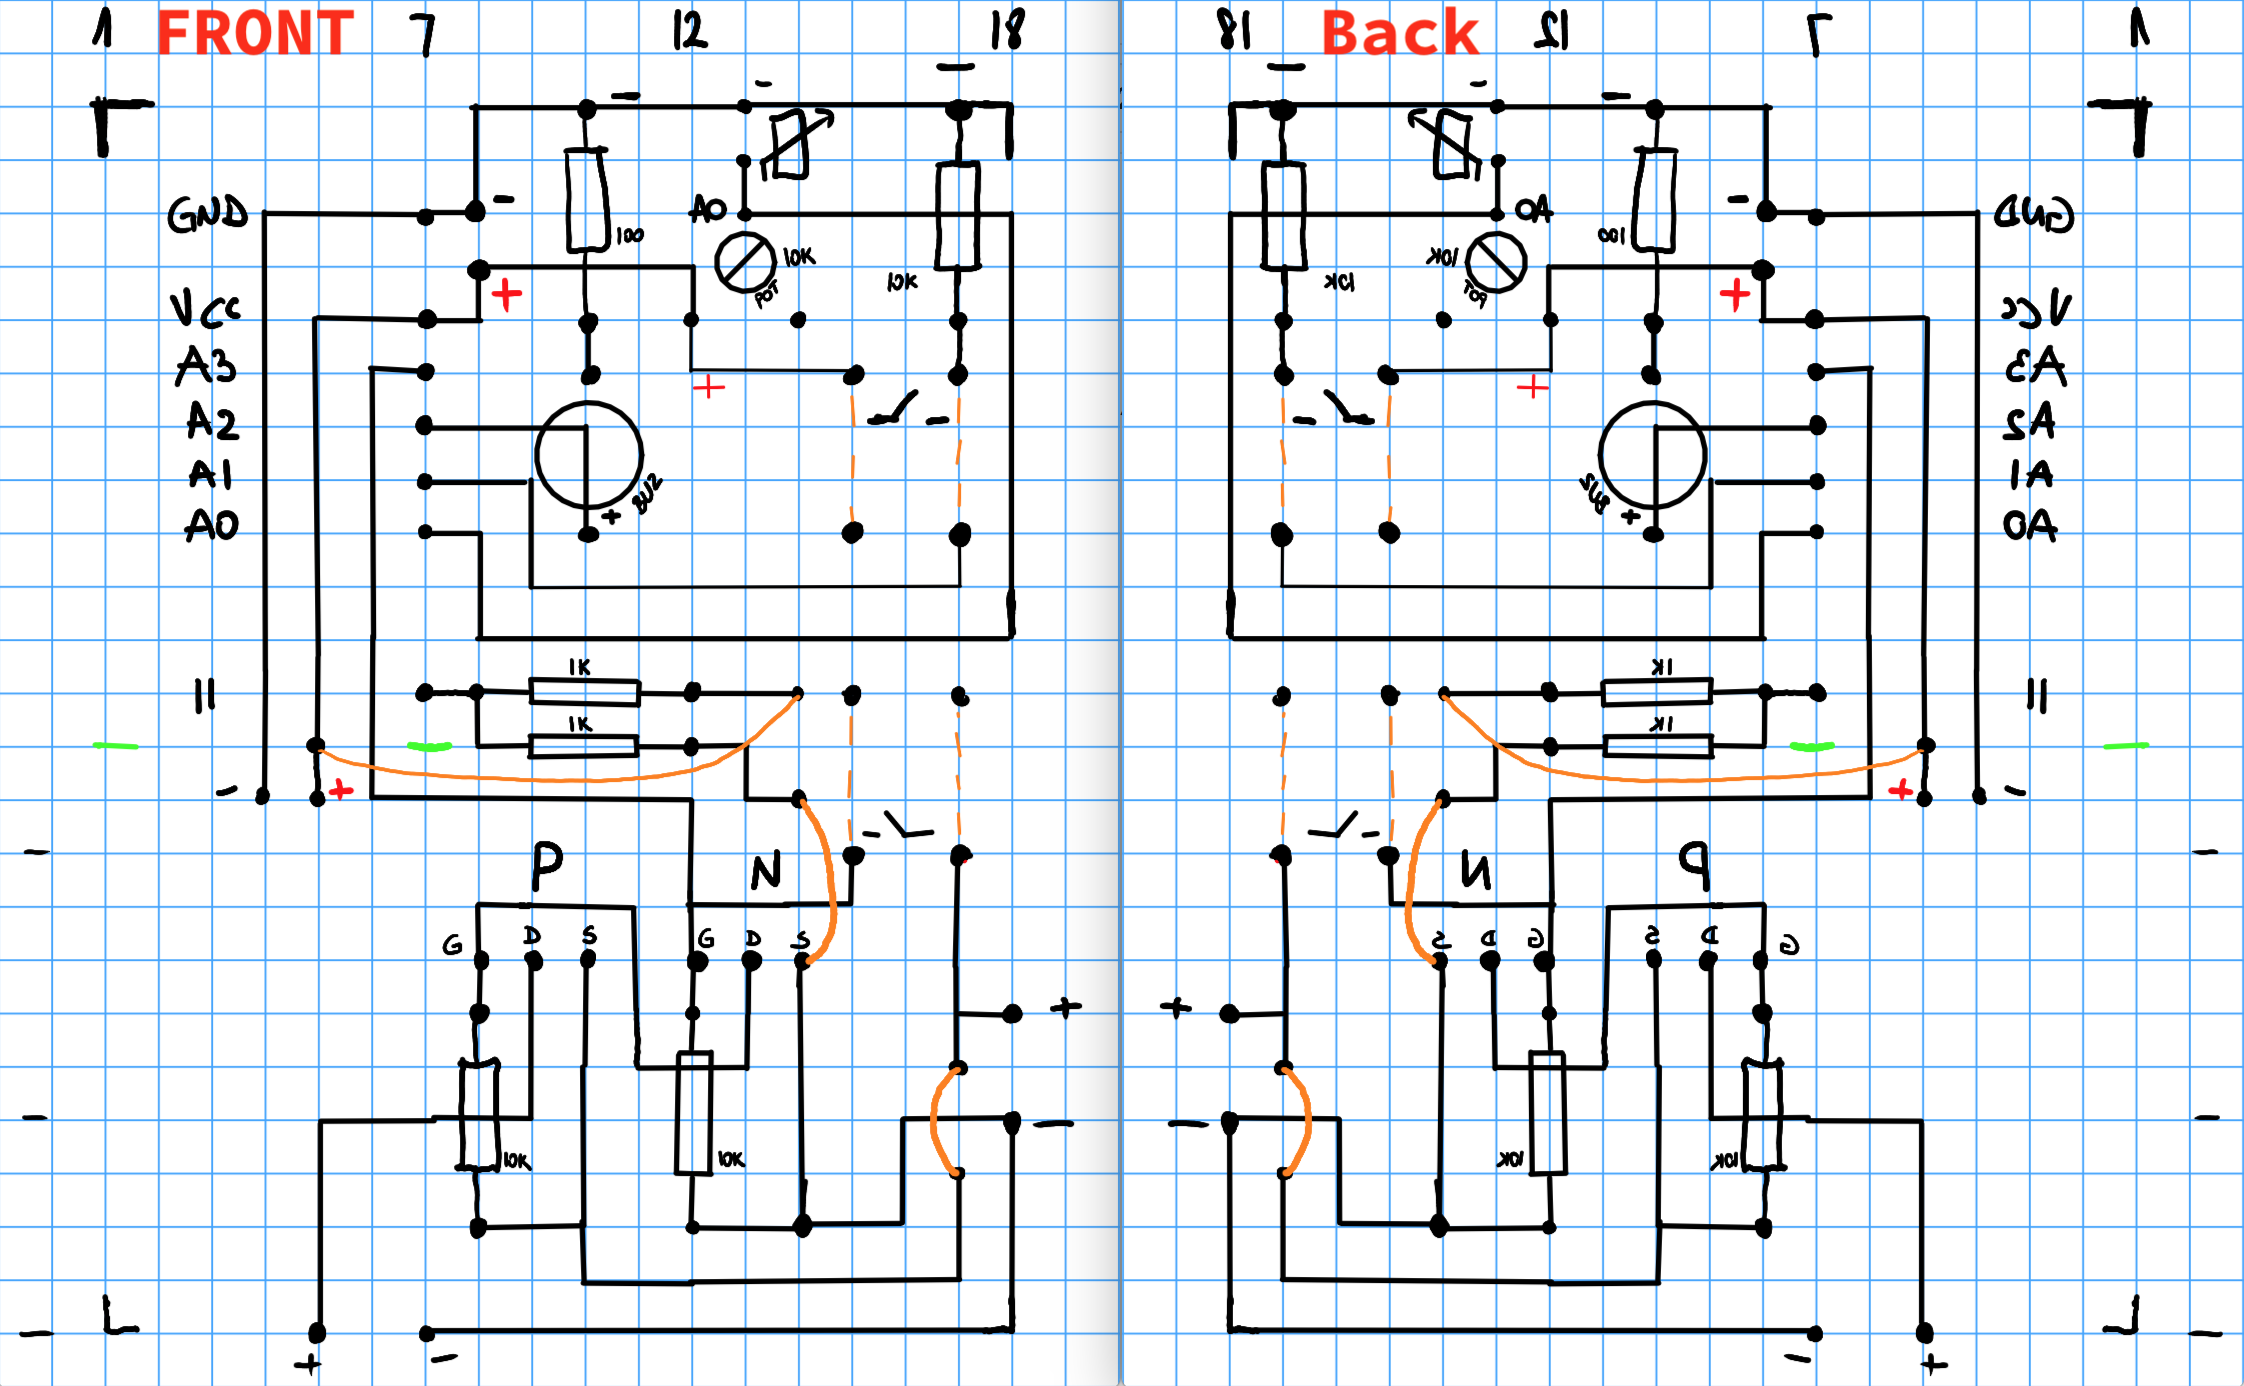 1 FRONT 7 12 18
- - -
GND -
A0
100 10K
POT
10K
VCC +
A3
+
A2
A1
BUZ
+
A0
11
1K
1K
- +
-
P N
G D S G D S
+
-
10K 10K
-
+ -
18 Back 12 7 1
- - -
A0 - GND
100
10K
POT
10K
+ VCC
A3
+
A2
A1
BUZ
+
A0
1K 11
1K
+ -
-
N P
S D G S D G
+
-
10K 10K
-
- +